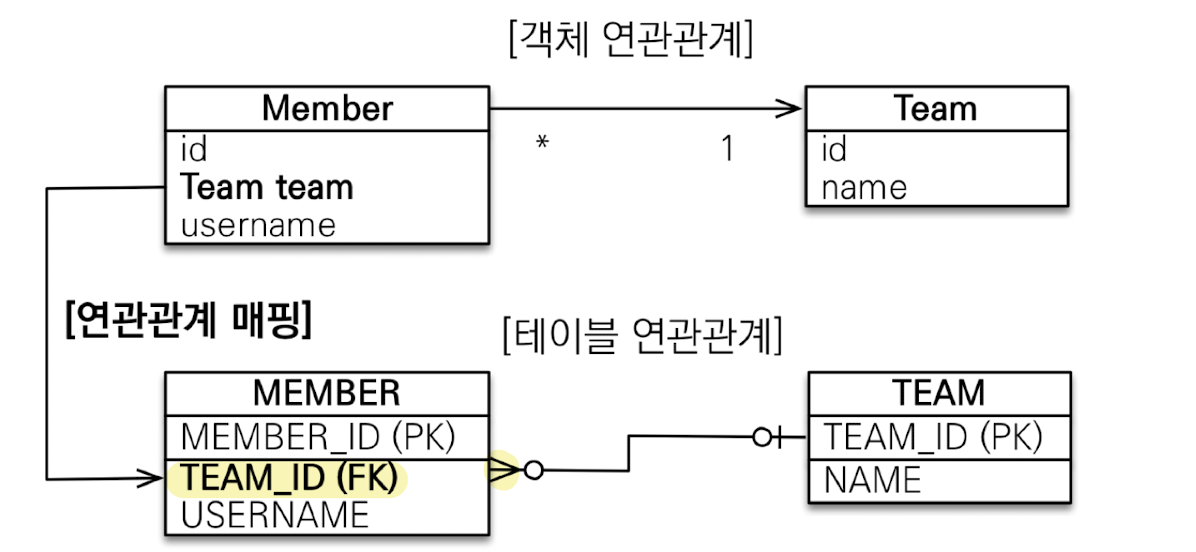 [객체 연관관계]
Member
id
Team team
username
* 1
Team
id
name
[연관관계 매핑]
[테이블 연관관계]
MEMBER
MEMBER_ID (PK)
TEAM_ID (FK)
USERNAME
TEAM
TEAM_ID (PK)
NAME